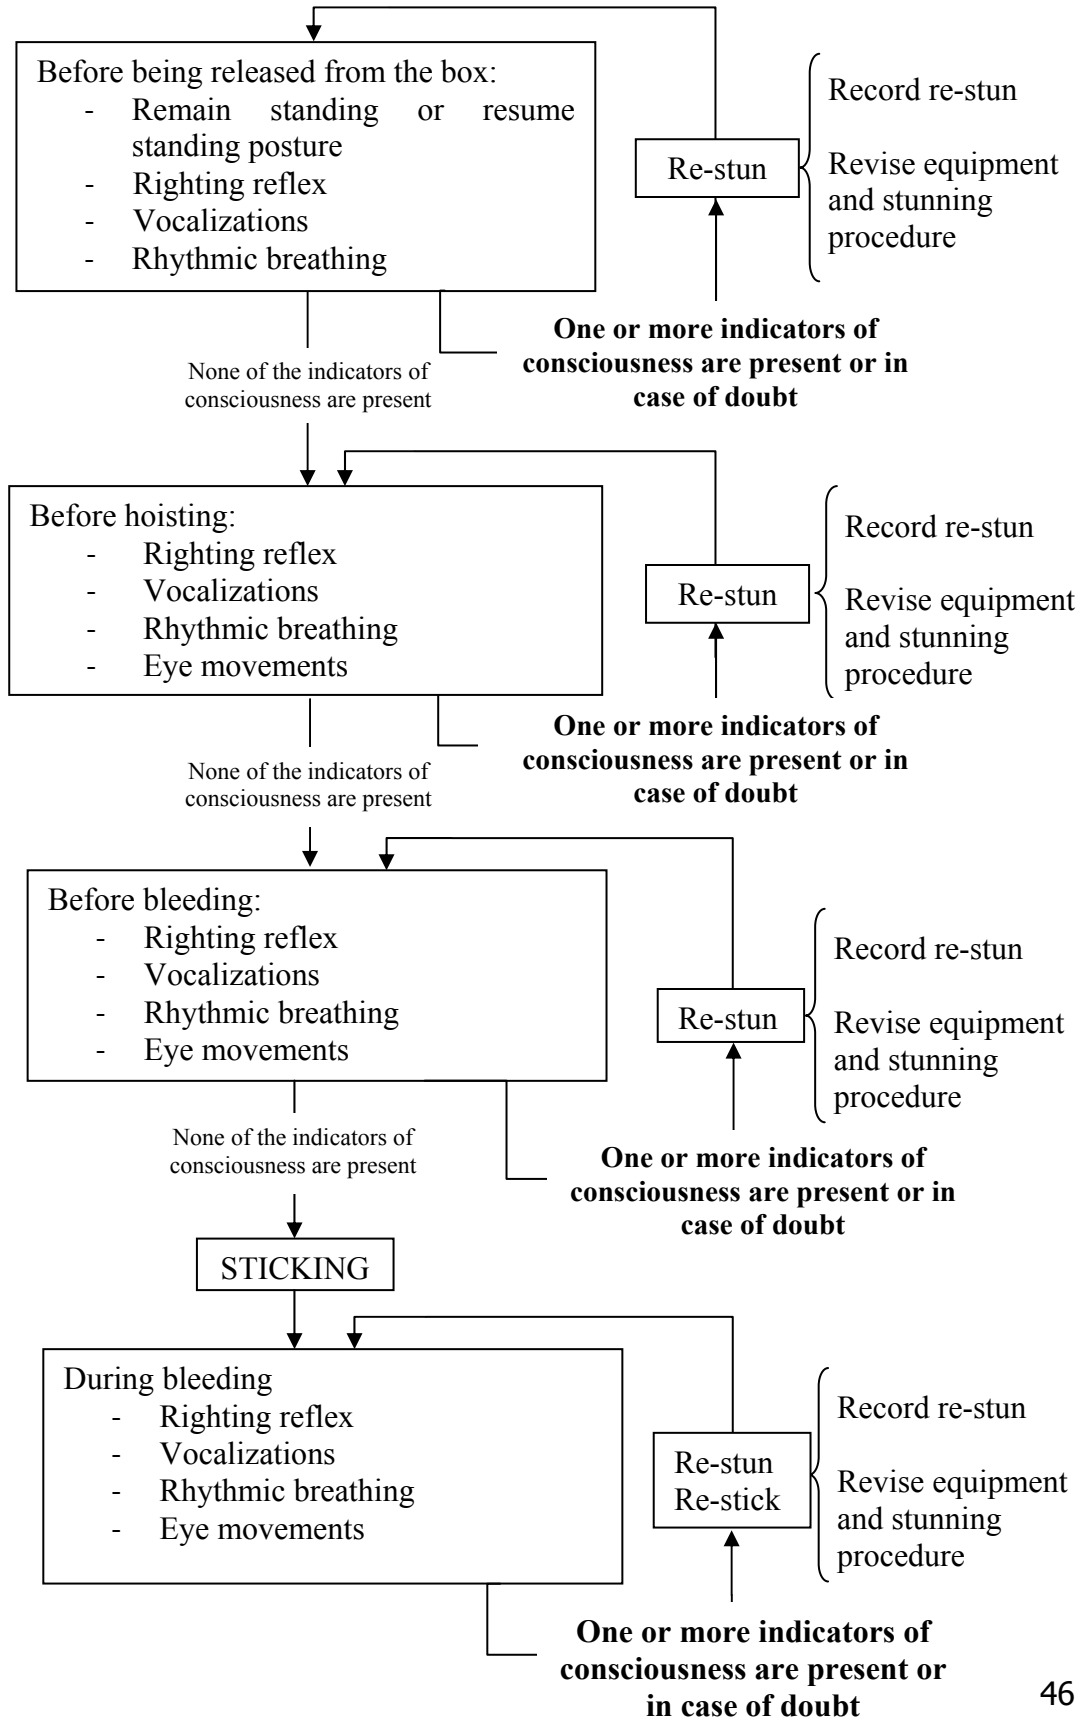 Before being released from the box:
- Remain standing or resume
standing posture
- Righting reflex
- Vocalizations
- Rhythmic breathing
Re-stun
Record re-stun
Revise equipment
and stunning
procedure
None of the indicators of
consciousness are present
One or more indicators of
consciousness are present or in
case of doubt
Before hoisting:
- Righting reflex
- Vocalizations
- Rhythmic breathing
- Eye movements
Re-stun
Record re-stun
Revise equipment
and stunning
procedure
None of the indicators of
consciousness are present
One or more indicators of
consciousness are present or in
case of doubt
Before bleeding:
- Righting reflex
- Vocalizations
- Rhythmic breathing
- Eye movements
Re-stun
Record re-stun
Revise equipment
and stunning
procedure
None of the indicators of
consciousness are present
One or more indicators of
consciousness are present or in
case of doubt
STICKING
During bleeding
- Righting reflex
- Vocalizations
- Rhythmic breathing
- Eye movements
Re-stun
Re-stick
Record re-stun
Revise equipment
and stunning
procedure
One or more indicators of
consciousness are present or
in case of doubt
46